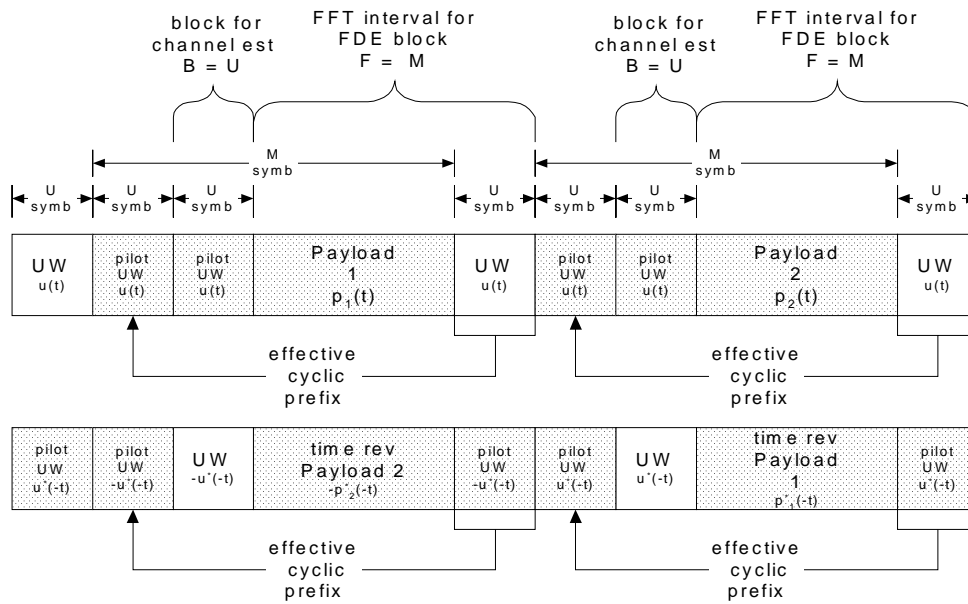 block for
channel est
B = U
FFT interval for
FDE block
F = M
block for
channel est
B = U
FFT interval for
FDE block
F = M
M
symb
M
symb
U
symb
U
symb
U
symb
U
symb
U
symb
U
symb
U
symb
UW
u(t)
pilot
UW
u(t)
pilot
UW
u(t)
Payload
1
p₁(t)
UW
u(t)
pilot
UW
u(t)
pilot
UW
u(t)
Payload
2
p₂(t)
UW
u(t)
effective
cyclic
prefix
effective
cyclic
prefix
pilot
UW
u*(-t)
pilot
UW
-u*(-t)
UW
-u*(-t)
time rev
Payload 2
-p*₂(-t)
pilot
UW
-u*(-t)
pilot
UW
u*(-t)
UW
u*(-t)
time rev
Payload
1
p*₁(-t)
pilot
UW
u*(-t)
effective
cyclic
prefix
effective
cyclic
prefix